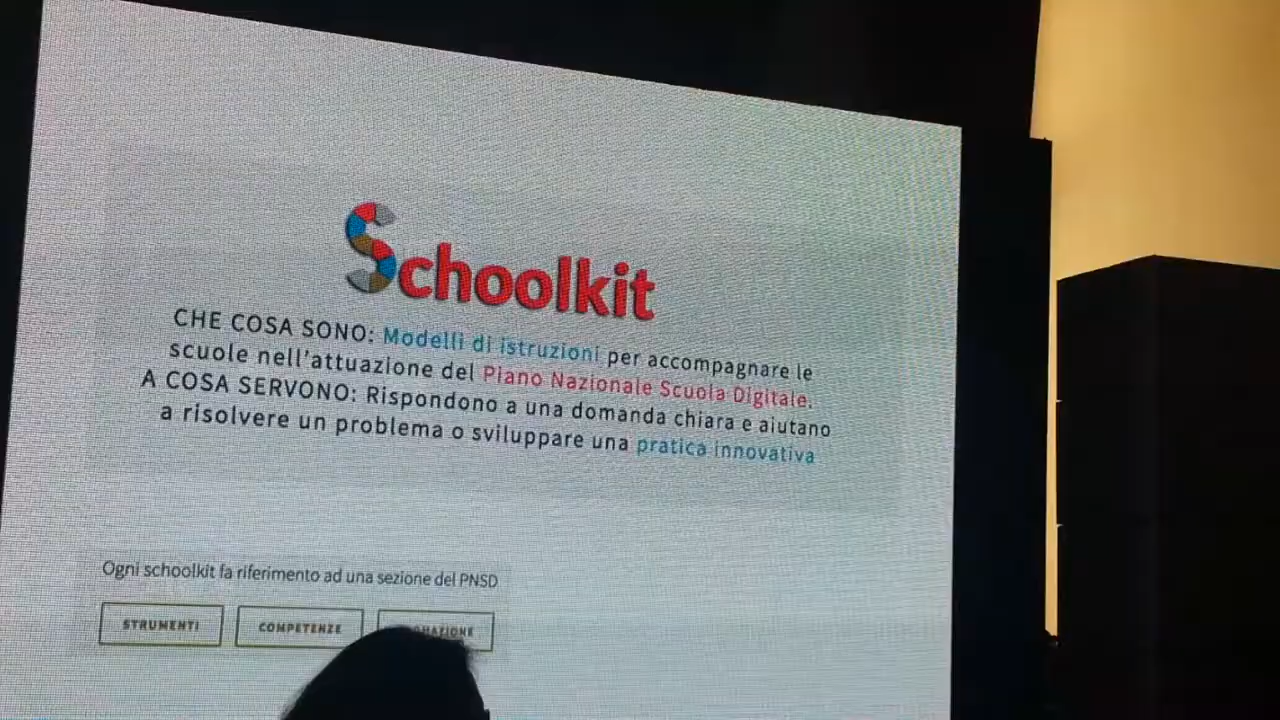 Schoolkit
CHE COSA SONO: Modelli di istruzioni per accompagnare le
scuole nell'attuazione del Piano Nazionale Scuola Digitale.
A COSA SERVONO: Rispondono a una domanda chiara e aiutano
a risolvere un problema o sviluppare una pratica innovativa
Ogni schoolkit fa riferimento ad una sezione del PNSD
STRUMENTI
COMPETENZE